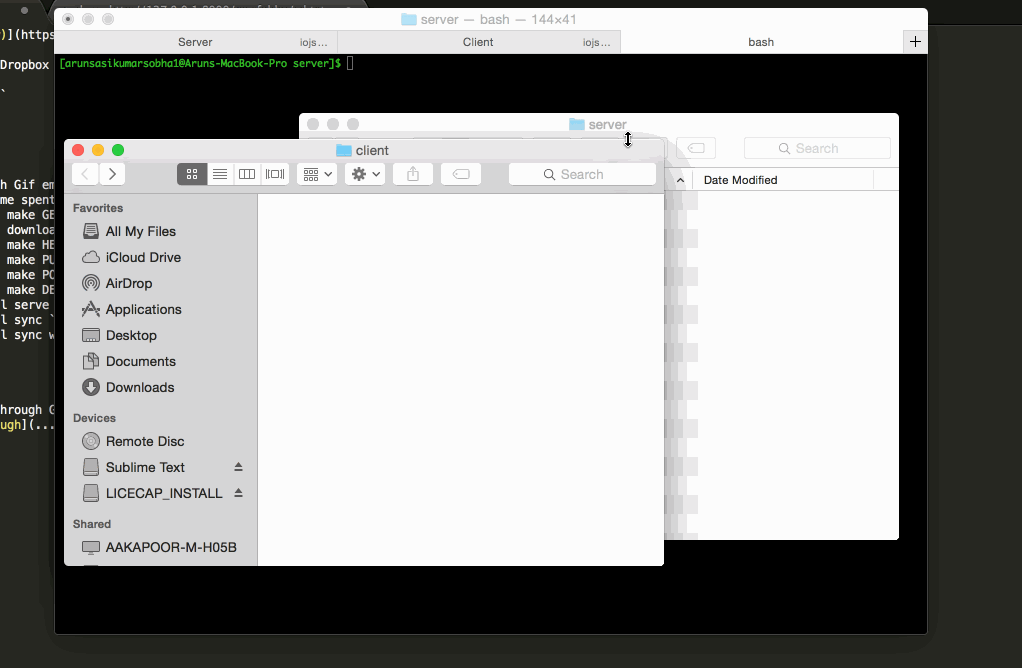 )](https
Dropbox
`
h Gif em
me spent
make GE
downloa
make HE
make PU
make PO
make DE
l serve
l sync `
l sync w
hrough G
ugh](...
server — bash — 144×41
Server iojs...
Client iojs...
bash
+
[arunsasikumarsobha1@Aruns-MacBook-Pro server]$
server
Search
Date Modified
client
Search
Favorites
All My Files
iCloud Drive
AirDrop
Applications
Desktop
Documents
Downloads
Devices
Remote Disc
Sublime Text
LICECAP_INSTALL
Shared
AAKAPOOR-M-H05B